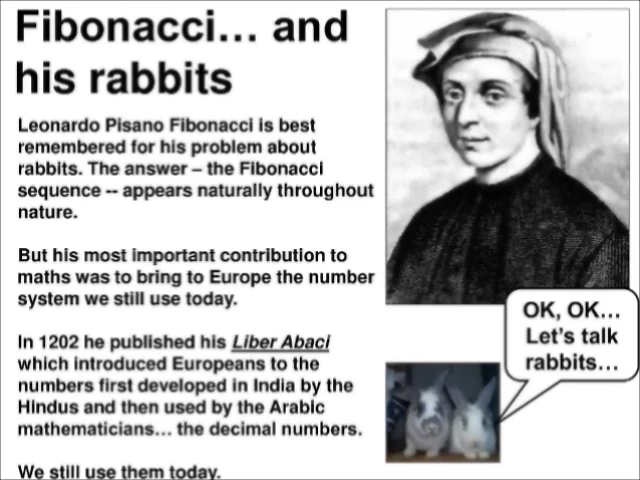 Fibonacci… and
his rabbits
Leonardo Pisano Fibonacci is best
remembered for his problem about
rabbits. The answer – the Fibonacci
sequence -- appears naturally throughout
nature.
But his most important contribution to
maths was to bring to Europe the number
system we still use today.
In 1202 he published his Liber Abaci
which introduced Europeans to the
numbers first developed in India by the
Hindus and then used by the Arabic
mathematicians… the decimal numbers.
We still use them today.
OK, OK…
Let's talk
rabbits…